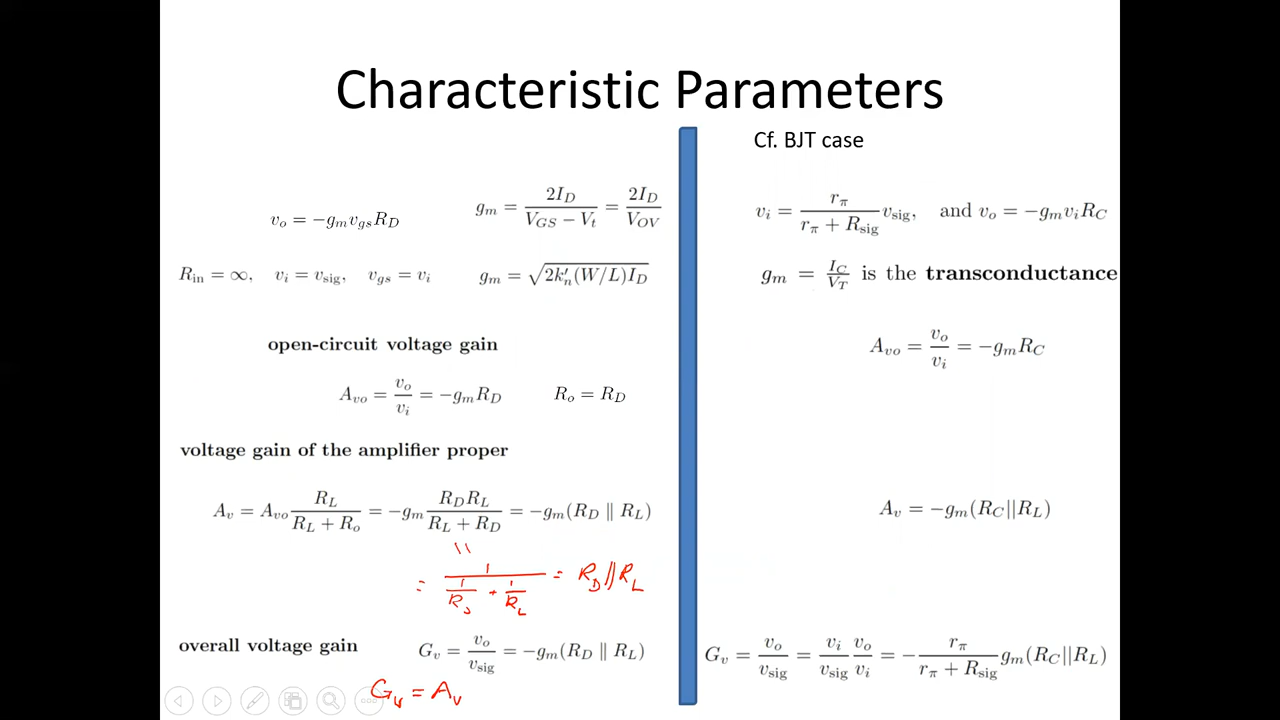 Characteristic Parameters
v_o = −g_m v_gs R_D
g_m = 2I_D / (V_GS − V_t) = 2I_D / V_OV
R_in = ∞, v_i = v_sig, v_gs = v_i
g_m = √(2k′_n(W/L)I_D)
open-circuit voltage gain
A_vo = v_o / v_i = −g_m R_D
R_o = R_D
voltage gain of the amplifier proper
A_v = A_vo R_L / (R_L + R_o) = −g_m R_D R_L / (R_L + R_D) = −g_m(R_D ∥ R_L)
= 1 / (1/R_D + 1/R_L) = R_D // R_L
overall voltage gain
G_v = v_o / v_sig = −g_m(R_D ∥ R_L)
G_v = A_v
Cf. BJT case
v_i = r_π / (r_π + R_sig) v_sig, and v_o = −g_m v_i R_C
g_m = I_C / V_T is the transconductance
A_vo = v_o / v_i = −g_m R_C
A_v = −g_m(R_C||R_L)
G_v = v_o / v_sig = v_i / v_sig v_o / v_i = − r_π / (r_π + R_sig) g_m(R_C||R_L)